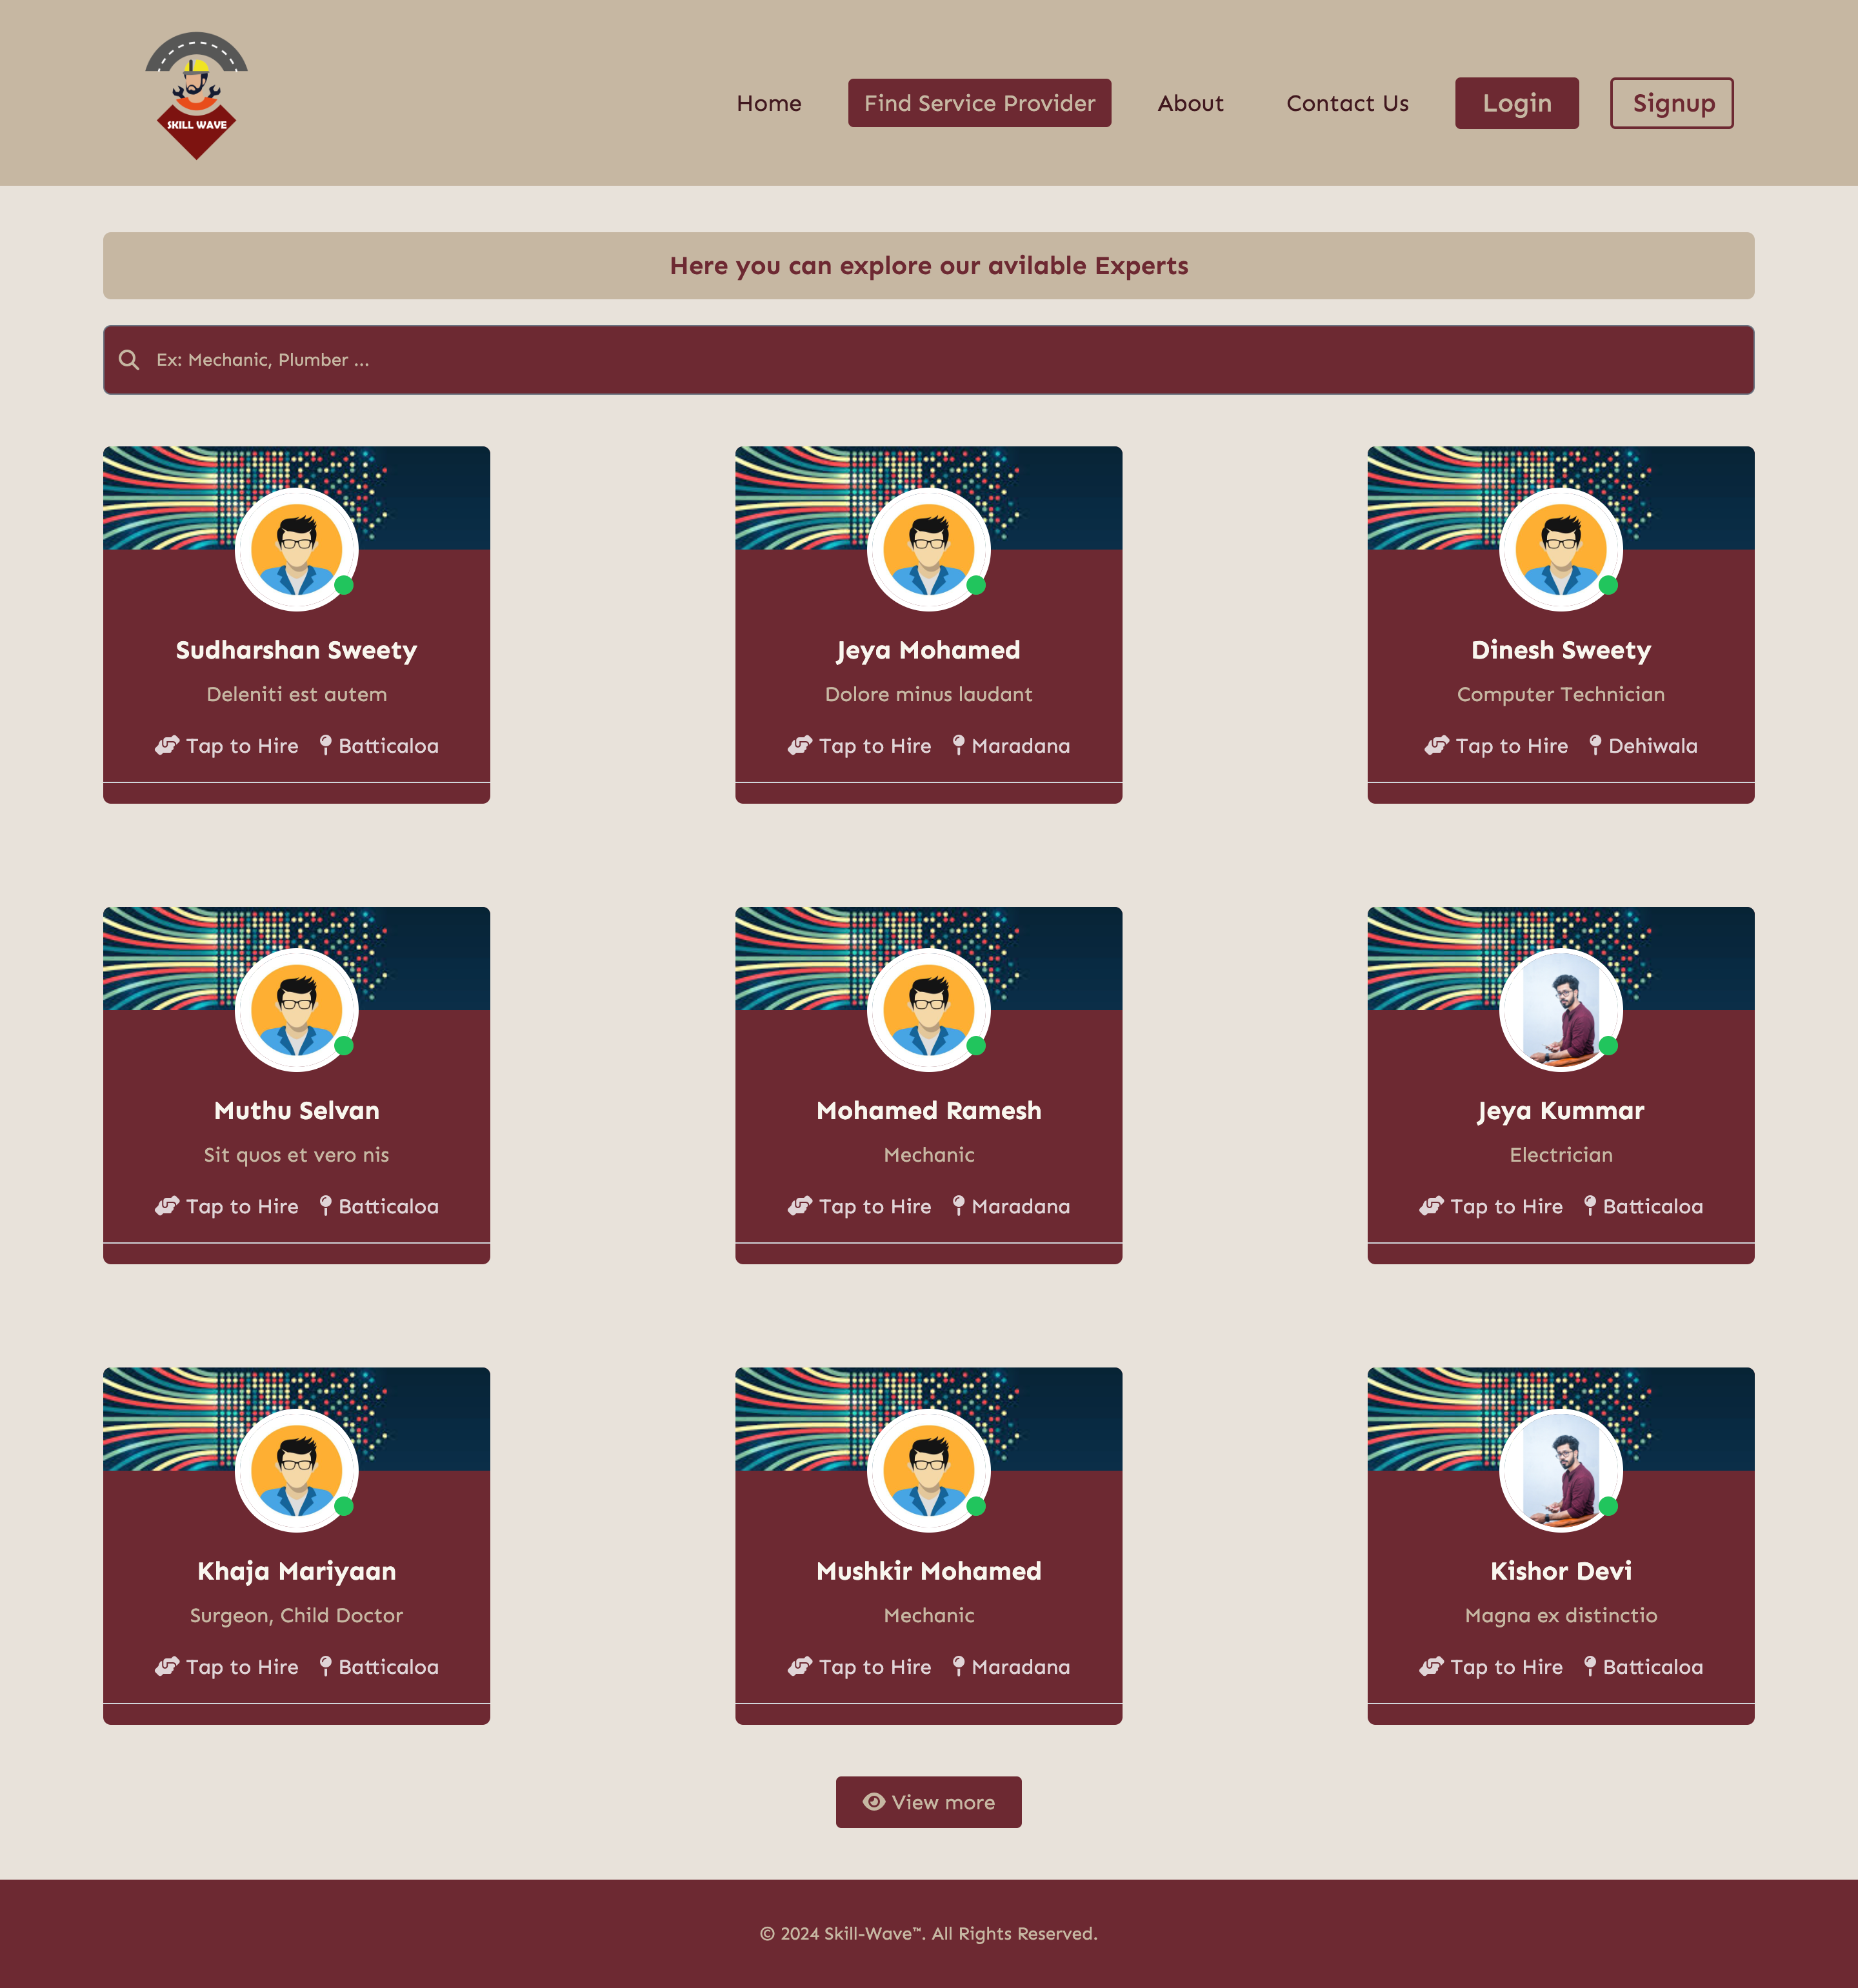 SKILL WAVE
Home Find Service Provider About Contact Us Login Signup
Here you can explore our avilable Experts
Ex: Mechanic, Plumber ...
Sudharshan Sweety
Deleniti est autem
Tap to Hire Batticaloa
Jeya Mohamed
Dolore minus laudant
Tap to Hire Maradana
Dinesh Sweety
Computer Technician
Tap to Hire Dehiwala
Muthu Selvan
Sit quos et vero nis
Tap to Hire Batticaloa
Mohamed Ramesh
Mechanic
Tap to Hire Maradana
Jeya Kummar
Electrician
Tap to Hire Batticaloa
Khaja Mariyaan
Surgeon, Child Doctor
Tap to Hire Batticaloa
Mushkir Mohamed
Mechanic
Tap to Hire Maradana
Kishor Devi
Magna ex distinctio
Tap to Hire Batticaloa
View more
© 2024 Skill-Wave™. All Rights Reserved.